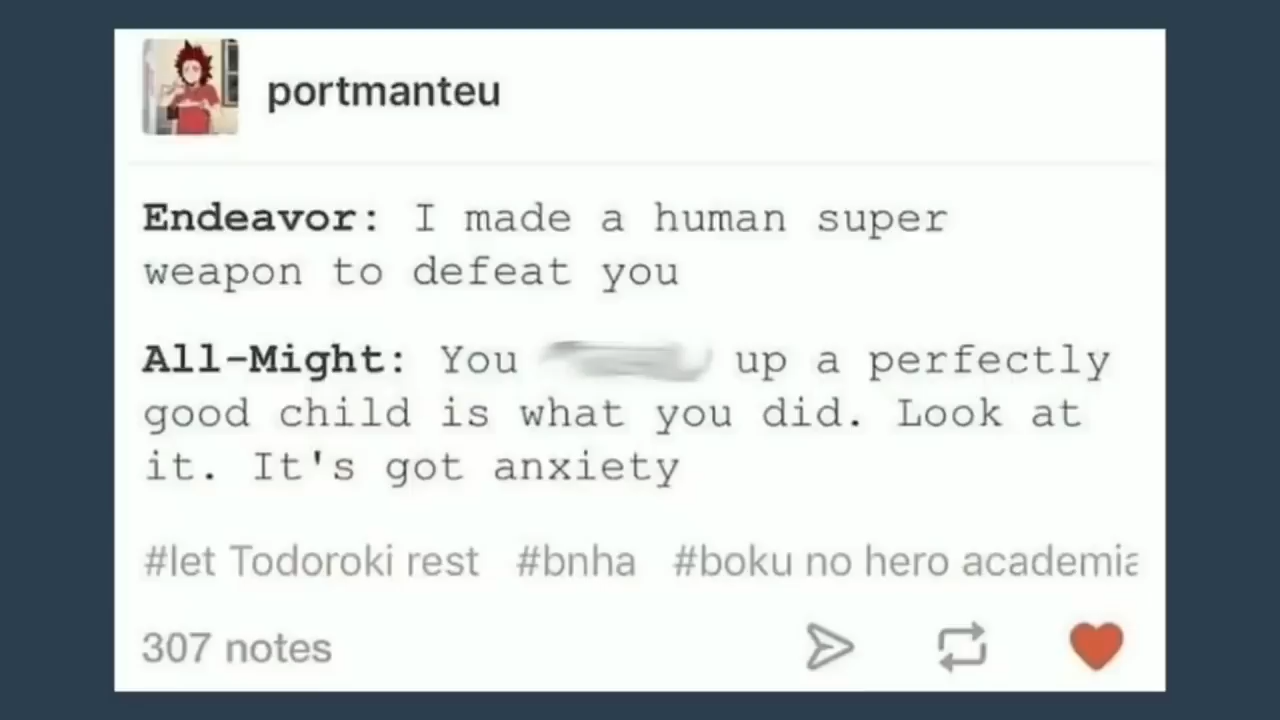 portmanteu
Endeavor: I made a human super
weapon to defeat you
All-Might: You up a perfectly
good child is what you did. Look at
it. It's got anxiety
#let Todoroki rest #bnha #boku no hero academia
307 notes